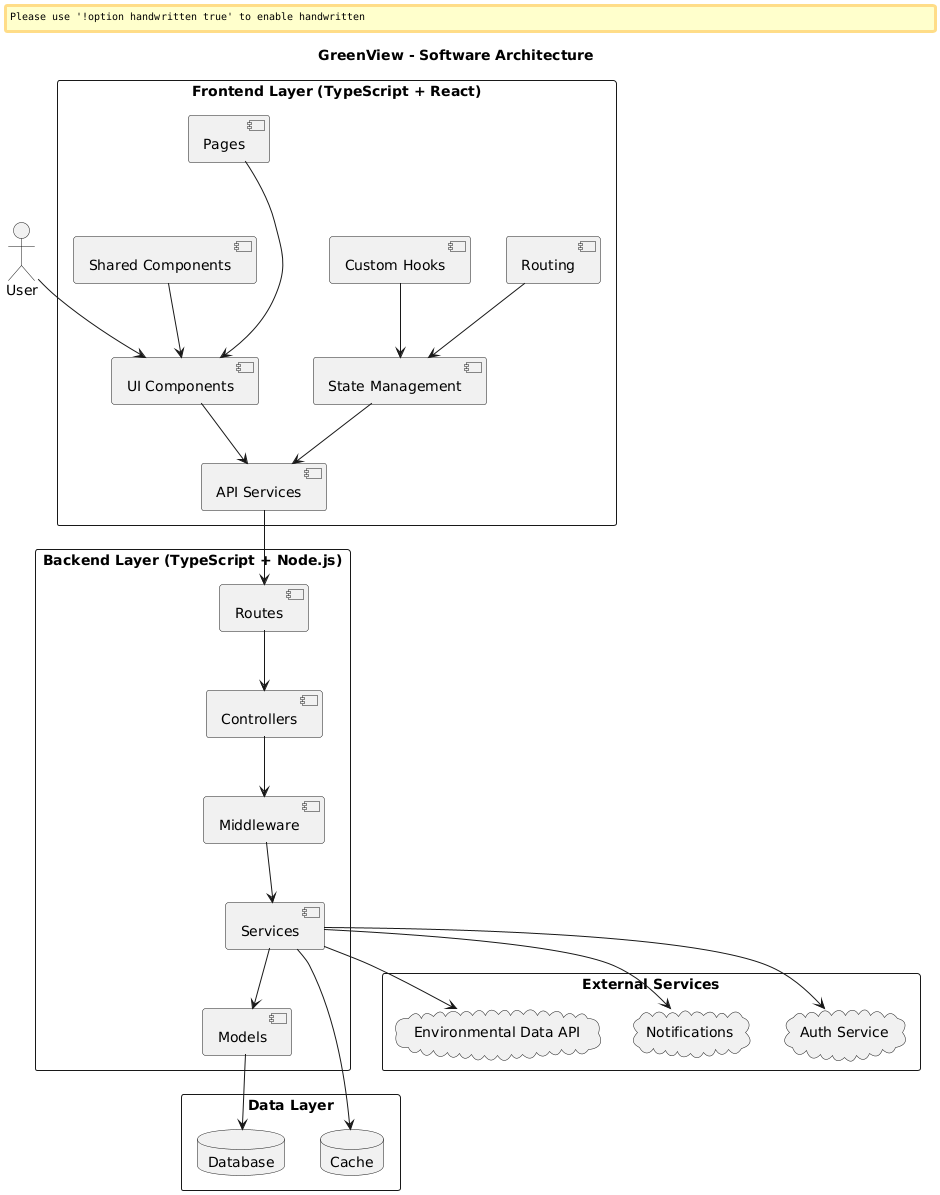 Please use '!option handwritten true' to enable handwritten
GreenView - Software Architecture
Frontend Layer (TypeScript + React)
Pages
Shared Components
Custom Hooks
Routing
User
UI Components
State Management
API Services
Backend Layer (TypeScript + Node.js)
Routes
Controllers
Middleware
Services
External Services
Environmental Data API
Notifications
Auth Service
Models
Data Layer
Database
Cache